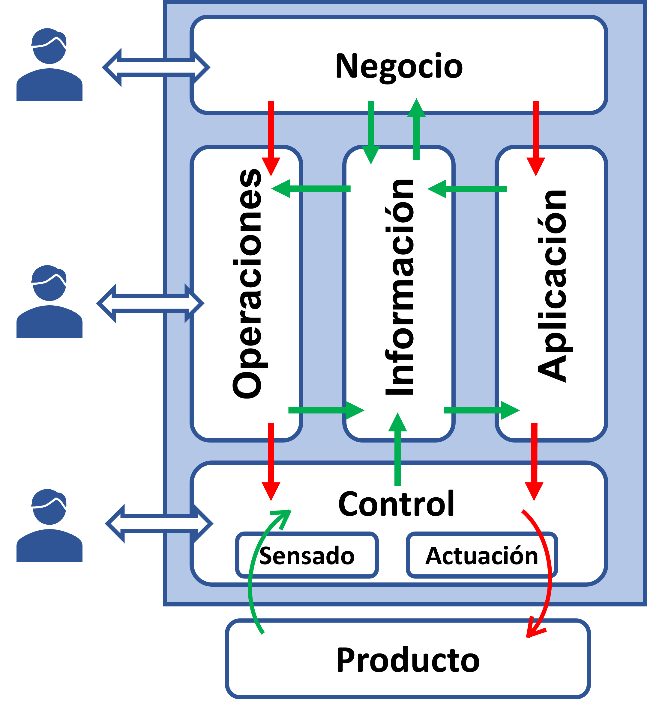 Negocio
Operaciones
Información
Aplicación
Control
Sensado
Actuación
Producto